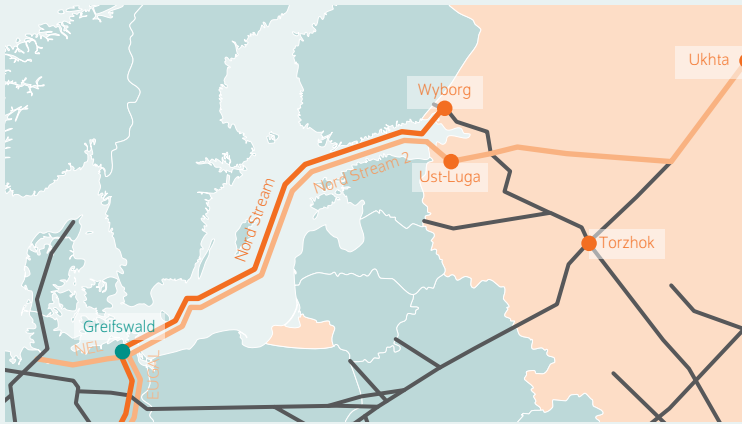 Ukhta
Wyborg
Nord Stream 2
Ust-Luga
Nord Stream
Torzhok
Greifswald
NEL
EUGAL